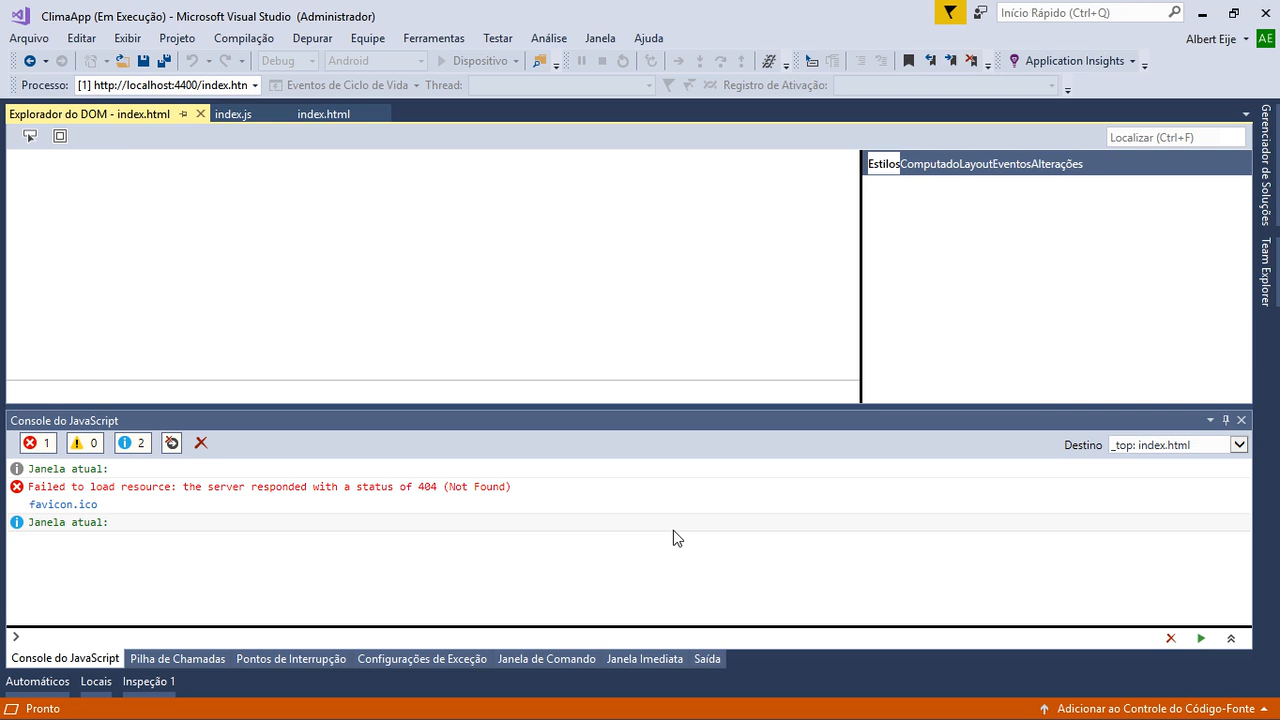 ClimaApp (Em Execução) - Microsoft Visual Studio (Administrador)
Início Rápido (Ctrl+Q)
Arquivo Editar Exibir Projeto Compilação Depurar Equipe Ferramentas Testar Análise Janela Ajuda
Albert Eije AE
Debug Android Dispositivo Application Insights
Processo: [1] http://localhost:4400/index.htn Eventos de Ciclo de Vida Thread: Registro de Ativação:
Explorador do DOM - index.html index.js index.html
Localizar (Ctrl+F)
Estilos Computado Layout Eventos Alterações
Gerenciador de Soluções
Team Explorer
Console do JavaScript
1 0 2
Destino _top: index.html
Janela atual:
Failed to load resource: the server responded with a status of 404 (Not Found)
favicon.ico
Janela atual:
>
Console do JavaScript Pilha de Chamadas Pontos de Interrupção Configurações de Exceção Janela de Comando Janela Imediata Saída
Automáticos Locais Inspeção 1
Pronto
Adicionar ao Controle do Código-Fonte